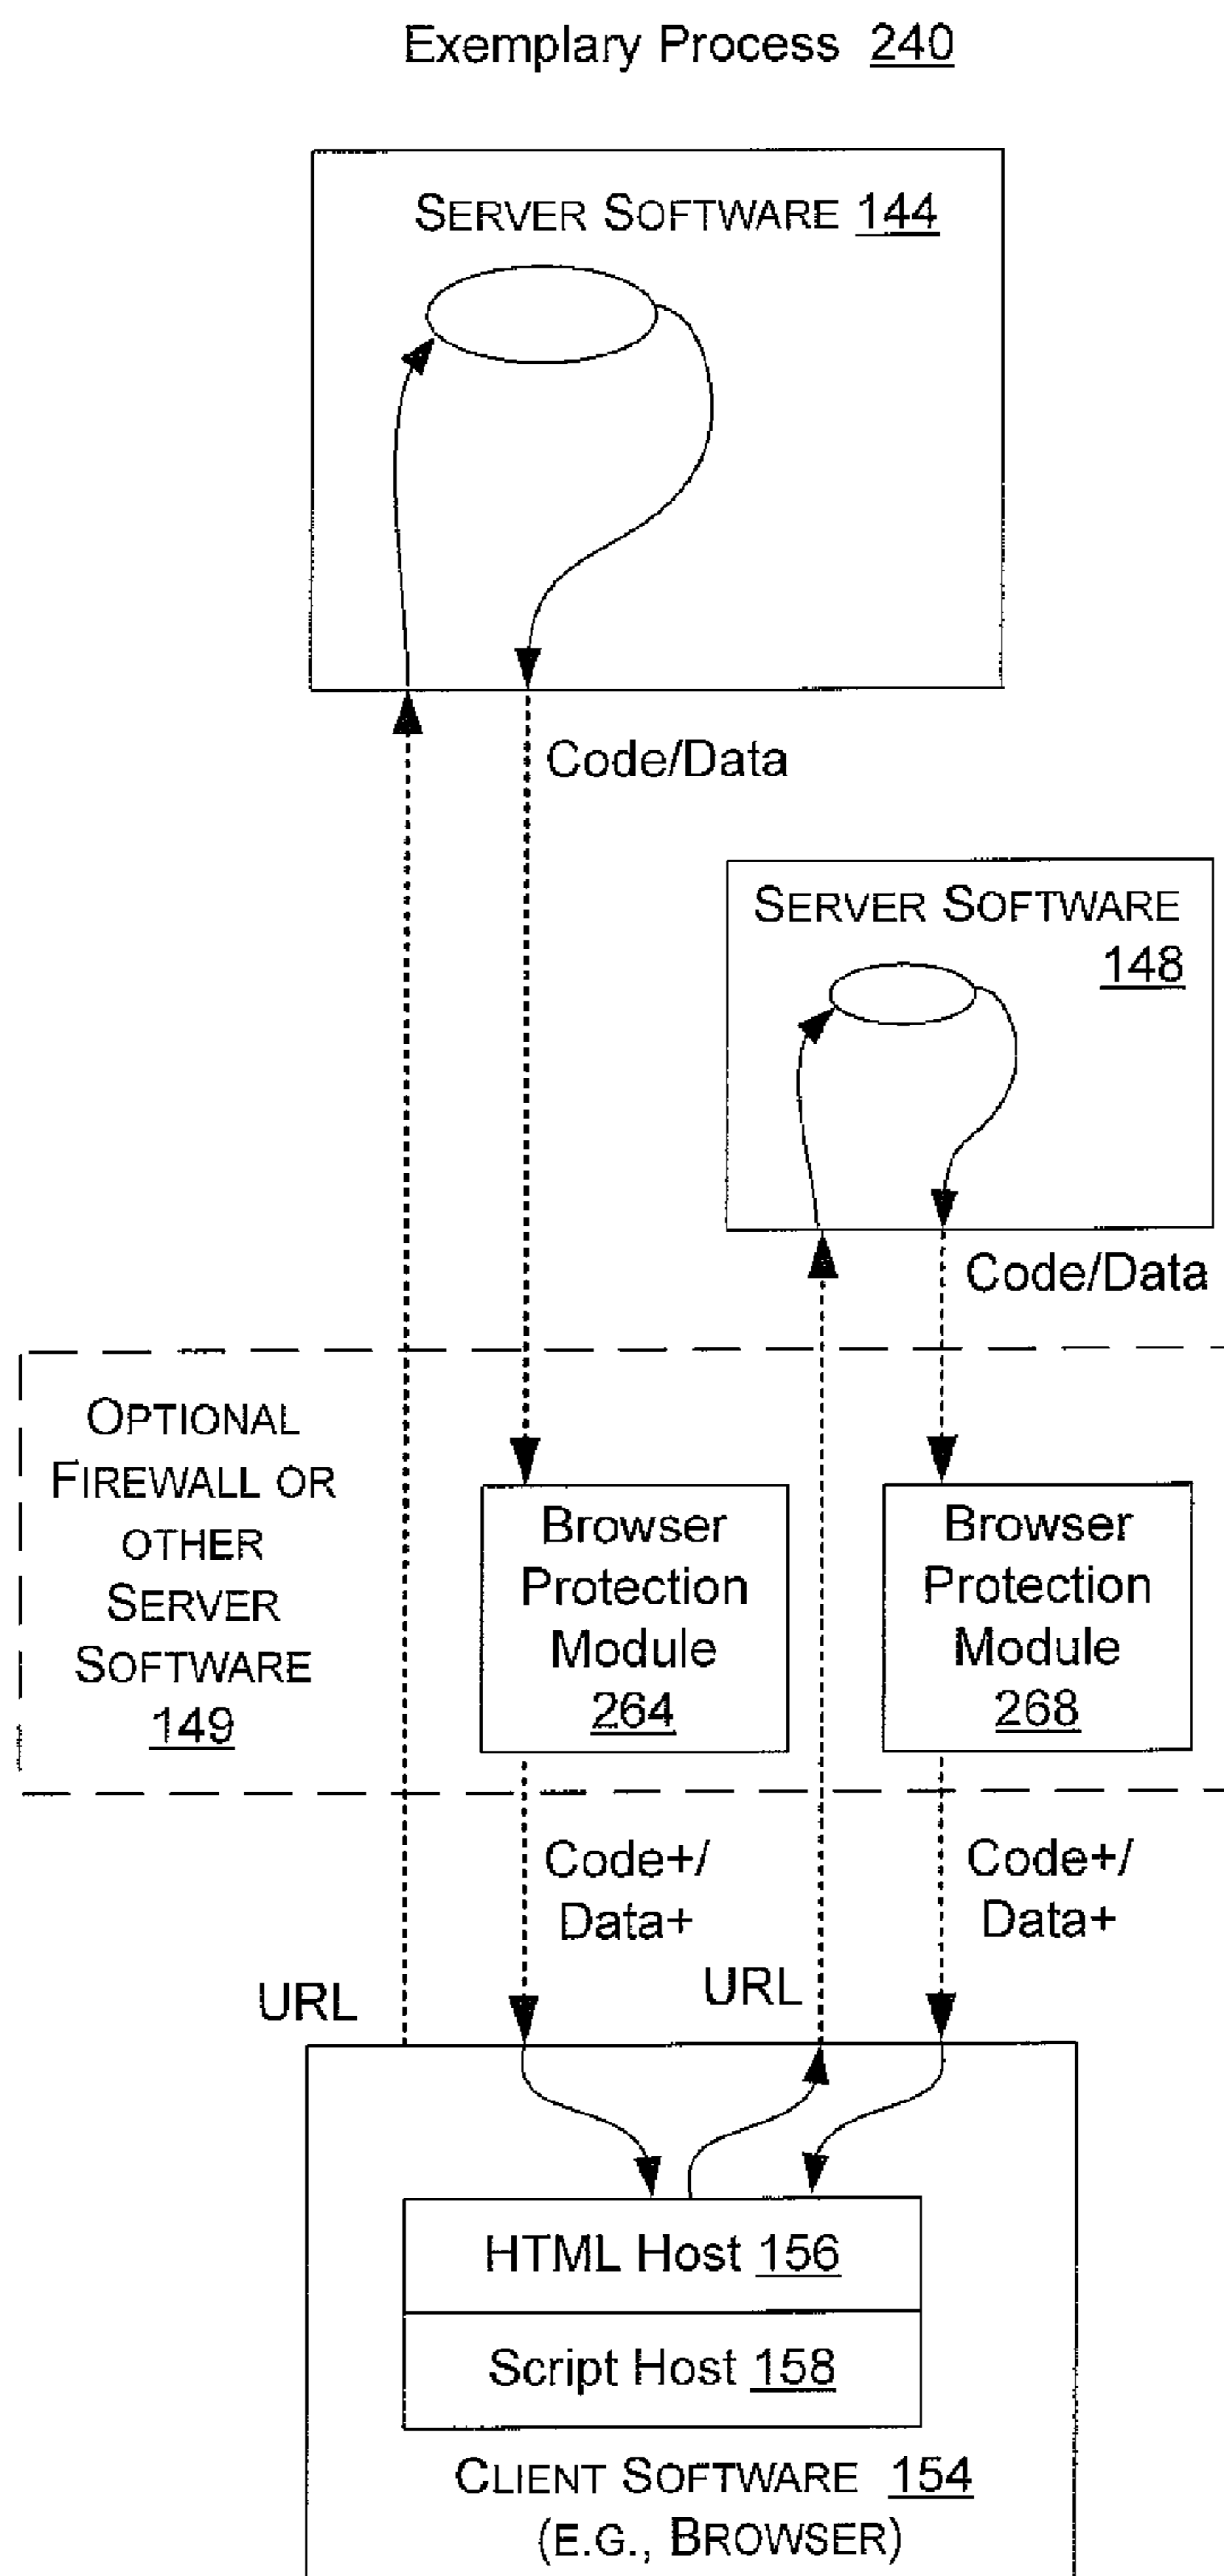 Exemplary Process 240
SERVER SOFTWARE 144
Code/Data
SERVER SOFTWARE
148
Code/Data
OPTIONAL
FIREWALL OR
OTHER
SERVER
SOFTWARE
149
Browser
Protection
Module
264
Browser
Protection
Module
268
Code+/
Data+
Code+/
Data+
URL
URL
HTML Host 156
Script Host 158
CLIENT SOFTWARE 154
(E.G., BROWSER)